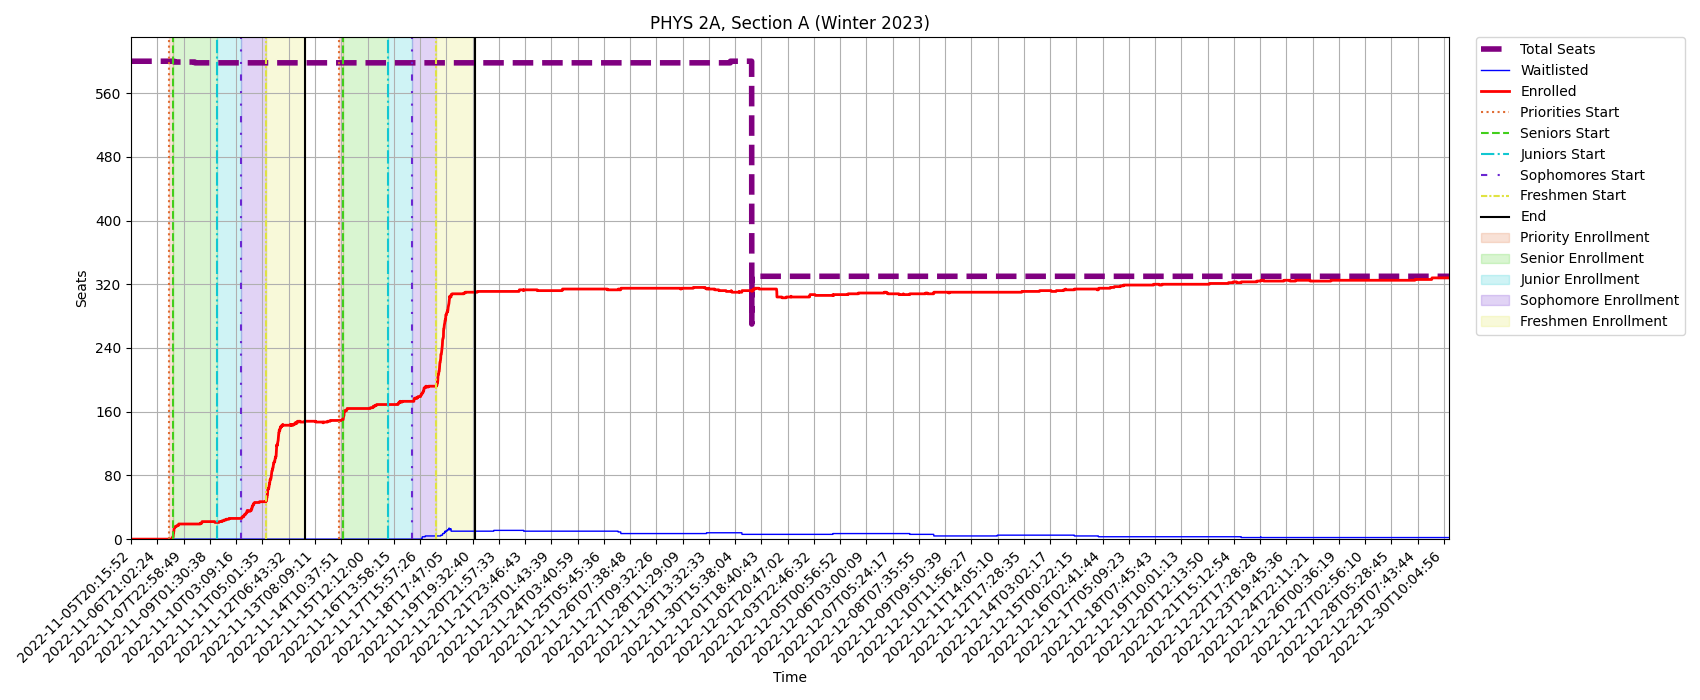 PHYS 2A, Section A (Winter 2023)
Total Seats
Waitlisted
Enrolled
Priorities Start
Seniors Start
Juniors Start
Sophomores Start
Freshmen Start
End
Priority Enrollment
Senior Enrollment
Junior Enrollment
Sophomore Enrollment
Freshmen Enrollment
Seats
560
480
400
320
240
160
80
0
2022-11-05T20:15:52
2022-11-06T21:02:24
2022-11-07T22:58:49
2022-11-09T01:30:38
2022-11-10T03:09:16
2022-11-11T05:01:35
2022-11-12T06:43:32
2022-11-13T08:09:11
2022-11-14T10:37:51
2022-11-15T12:12:00
2022-11-16T13:58:15
2022-11-17T15:57:26
2022-11-18T17:47:05
2022-11-19T19:32:40
2022-11-20T21:57:33
2022-11-21T23:46:43
2022-11-23T01:43:39
2022-11-24T03:40:59
2022-11-25T05:45:36
2022-11-26T07:38:48
2022-11-27T09:32:26
2022-11-28T11:29:09
2022-11-29T13:32:33
2022-11-30T15:38:04
2022-12-01T18:40:43
2022-12-02T20:47:02
2022-12-03T22:46:32
2022-12-05T00:56:52
2022-12-06T03:00:09
2022-12-07T05:24:17
2022-12-08T07:35:55
2022-12-09T09:50:39
2022-12-10T11:56:27
2022-12-11T14:05:10
2022-12-12T17:28:35
2022-12-14T03:02:17
2022-12-15T00:22:15
2022-12-16T02:41:44
2022-12-17T05:09:23
2022-12-18T07:45:43
2022-12-19T10:01:13
2022-12-20T12:13:50
2022-12-21T15:12:54
2022-12-22T17:28:28
2022-12-23T19:45:36
2022-12-24T22:11:21
2022-12-26T00:36:19
2022-12-27T02:56:10
2022-12-28T05:28:45
2022-12-29T07:43:44
2022-12-30T10:04:56
Time